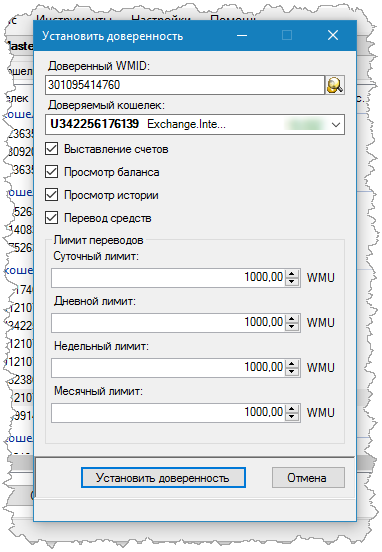 Инструменты Настройки Помощь
Установить доверенность
Доверенный WMID:
301095414760
Доверяемый кошелек:
U342256176139 Exchange.Inte...
Выставление счетов
Просмотр баланса
Просмотр истории
Перевод средств
Лимит переводов
Суточный лимит:
1000,00 WMU
Дневной лимит:
1000,00 WMU
Недельный лимит:
1000,00 WMU
Месячный лимит:
1000,00 WMU
Установить доверенность Отмена